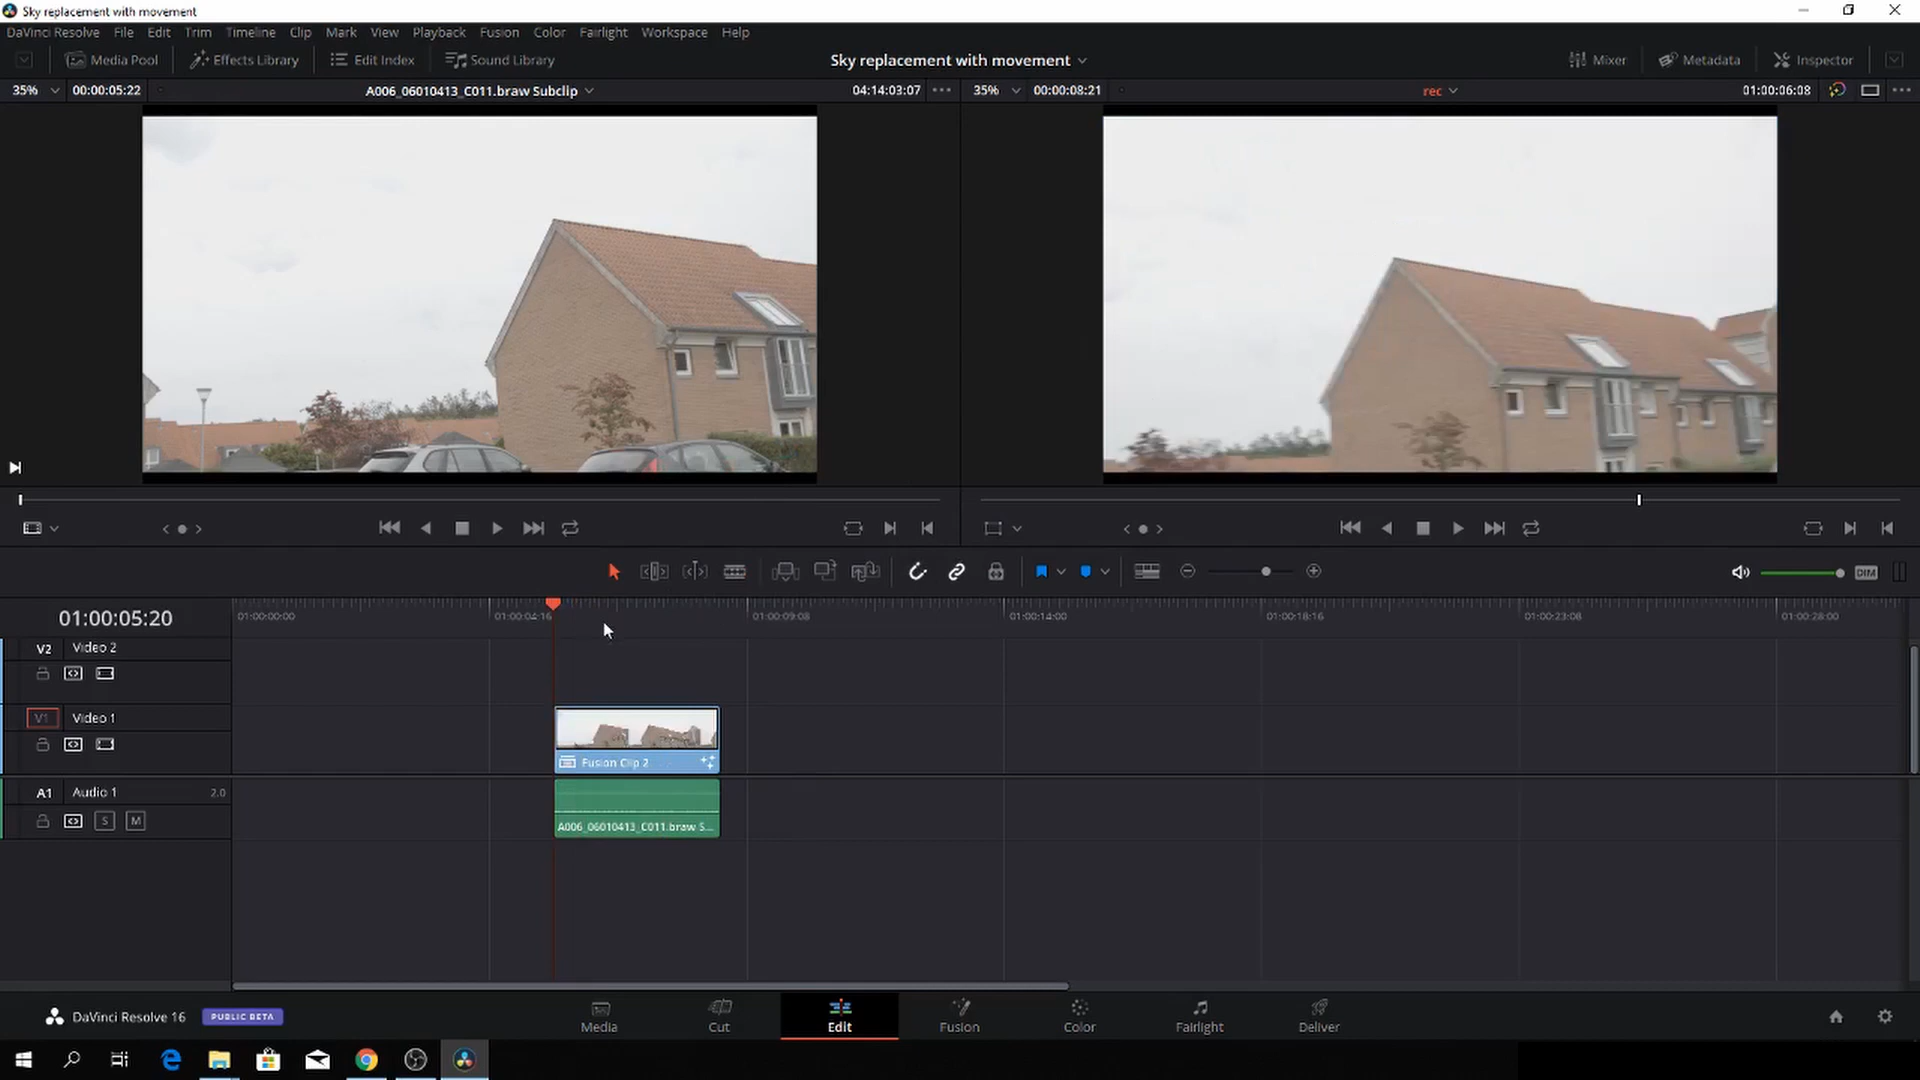 Sky replacement with movement
DaVinci Resolve File Edit Trim Timeline Clip Mark View Playback Fusion Color Fairlight Workspace Help
Media Pool Effects Library Edit Index Sound Library Sky replacement with movement Mixer Metadata Inspector
35% 00:00:05:22 A006_06010413_C011.braw Subclip 04:14:03:07 ••• 35% 00:00:08:21 rec 01:00:06:08 •••
DIM
01:00:05:20 01:00:00:00 01:00:04:16 01:00:09:08 01:00:14:00 01:00:18:16 01:00:23:08 01:00:28:00
V2 Video 2
V1 Video 1
Fusion Clip 2
A1 Audio 1 2.0
S M
A006_06010413_C011.braw S...
DaVinci Resolve 16 PUBLIC BETA Media Cut Edit Fusion Color Fairlight Deliver